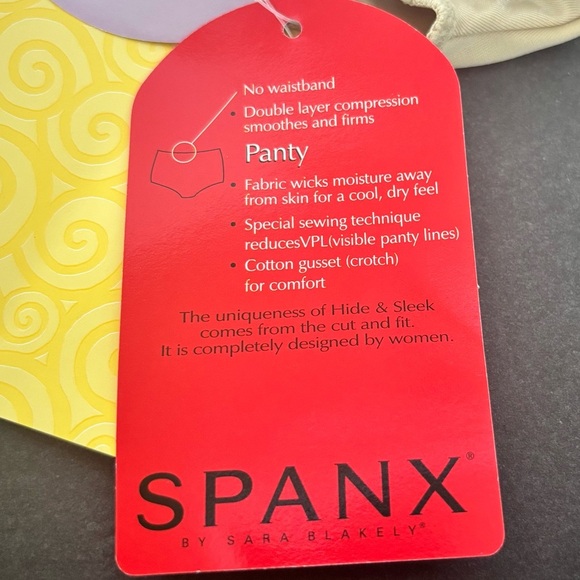 No waistband
• Double layer compression
smoothes and firms
Panty
• Fabric wicks moisture away
from skin for a cool, dry feel
• Special sewing technique
reducesVPL(visible panty lines)
• Cotton gusset (crotch)
for comfort
The uniqueness of Hide & Sleek
comes from the cut and fit.
It is completely designed by women.
SPANX®
BY SARA BLAKELY®